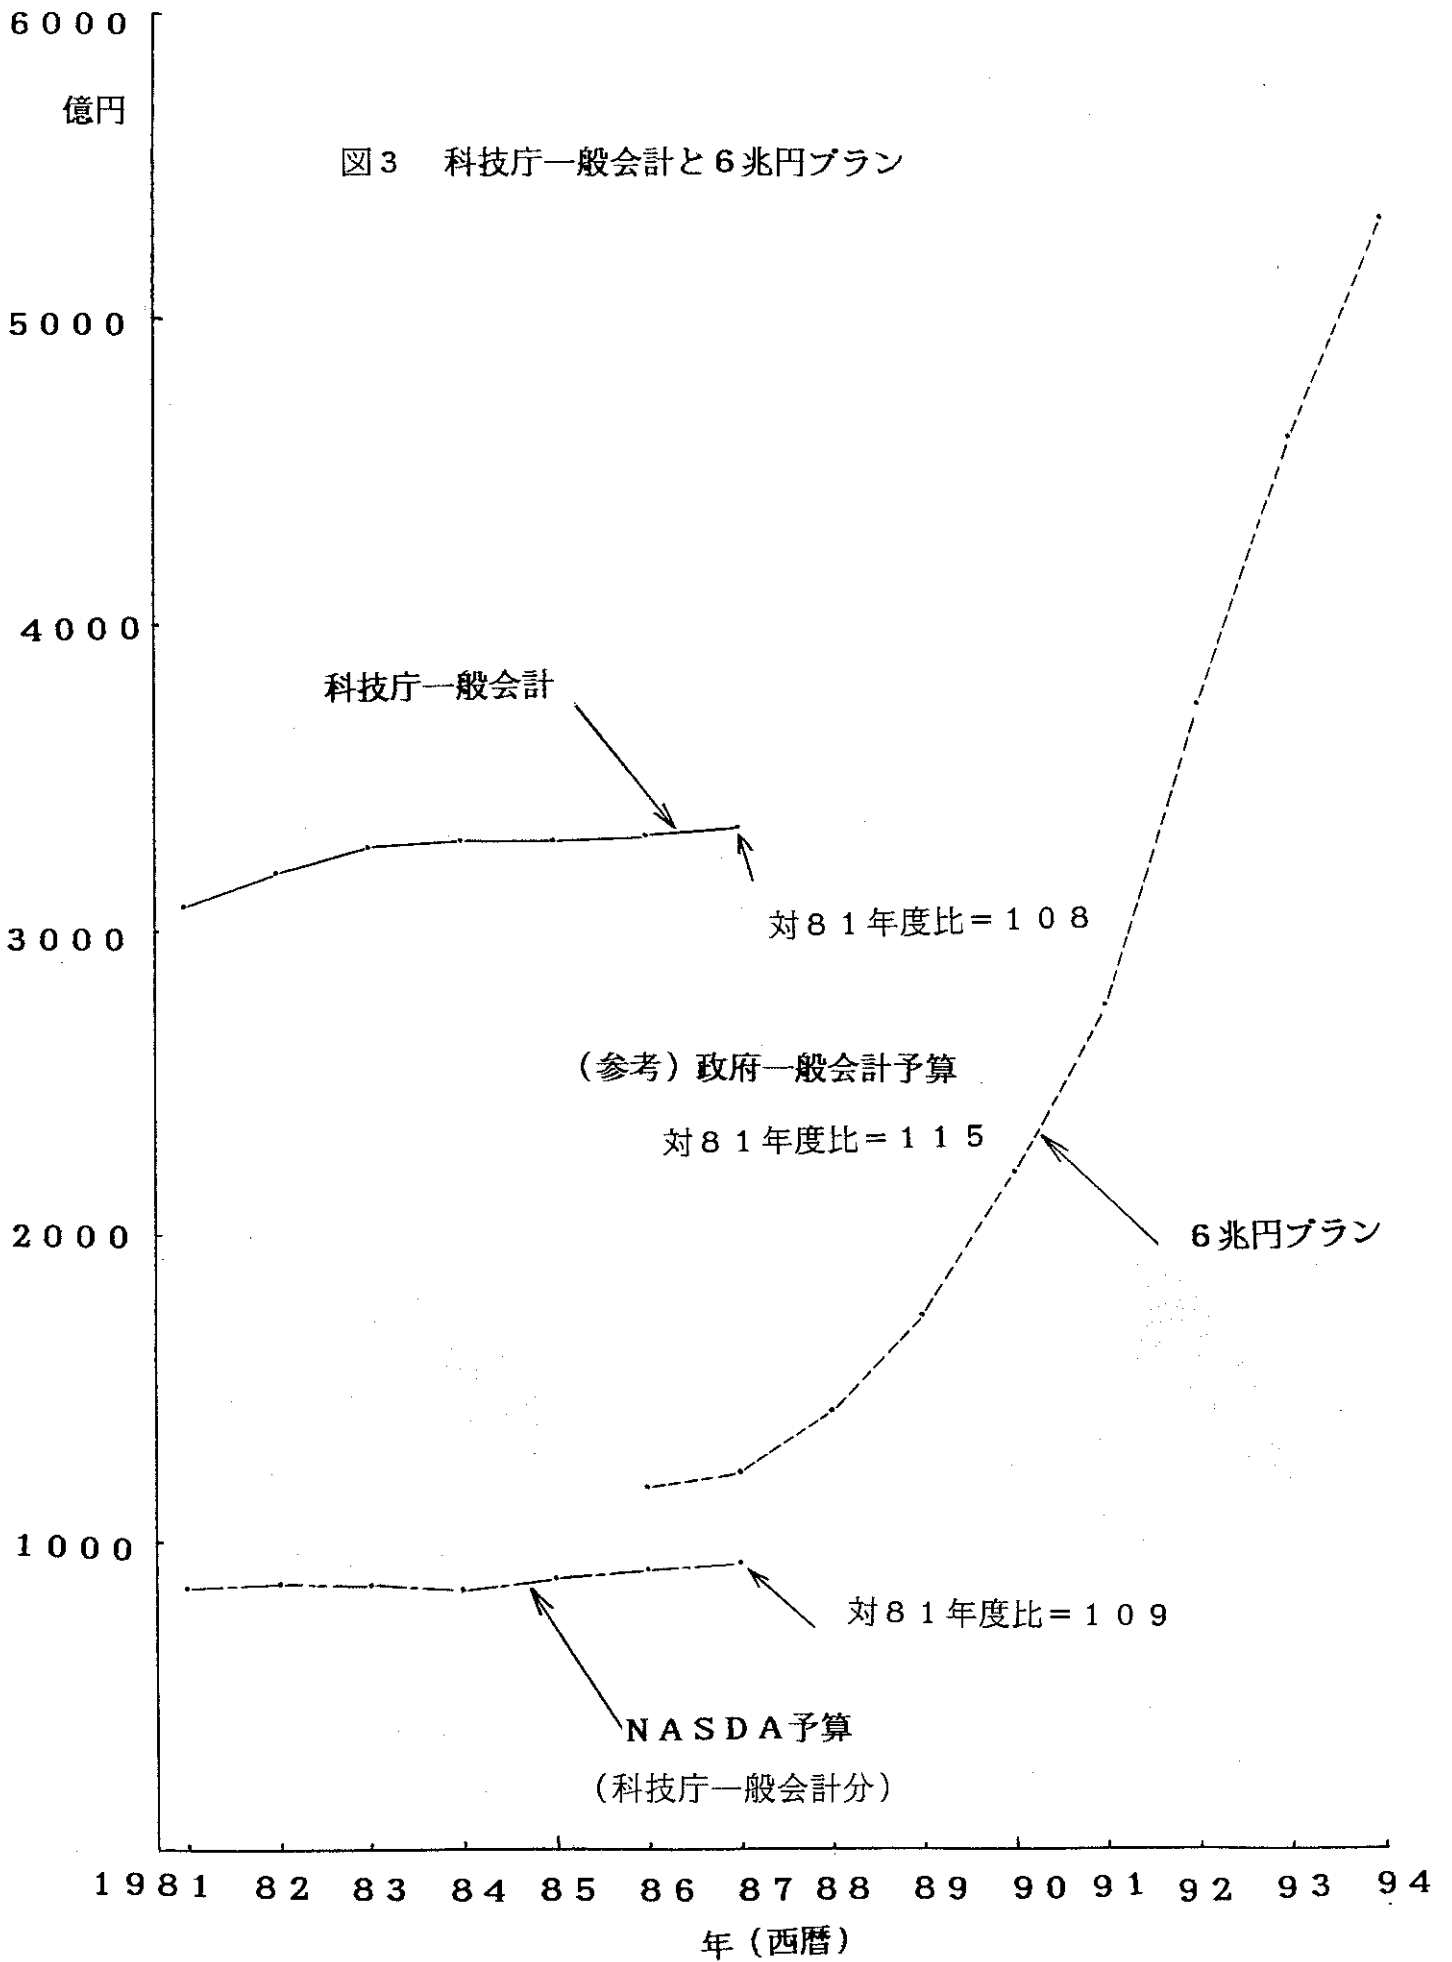 6000
億円
図3 科技庁一般会計と6兆円プラン
5000
4000
科技庁一般会計
対81年度比=108
3000
(参考)政府一般会計予算
対81年度比=115
2000
6兆円プラン
1000
対81年度比=109
NASDA予算
(科技庁一般会計分)
1981 82 83 84 85 86 87 88 89 90 91 92 93 94
年(西暦)